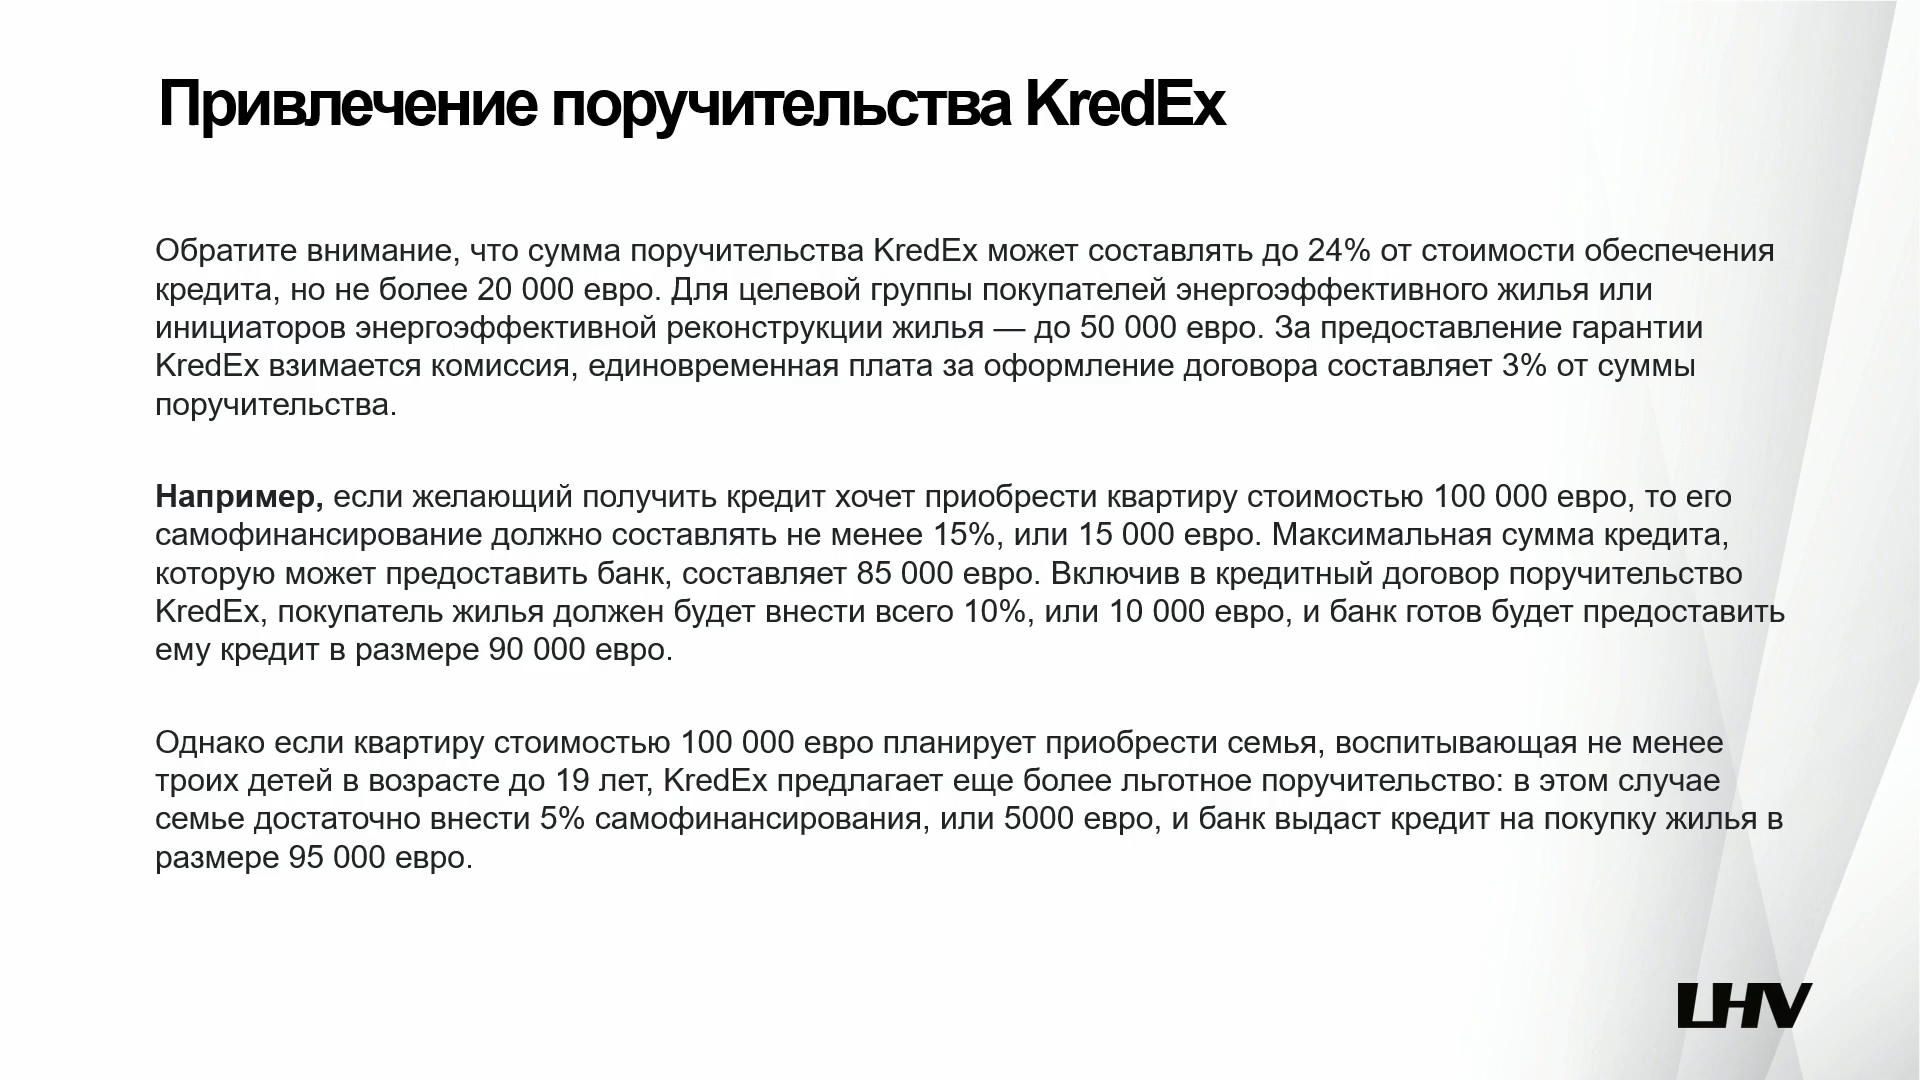 Привлечение поручительства KredEx
Обратите внимание, что сумма поручительства KredEx может составлять до 24% от стоимости обеспечения
кредита, но не более 20 000 евро. Для целевой группы покупателей энергоэффективного жилья или
инициаторов энергоэффективной реконструкции жилья — до 50 000 евро. За предоставление гарантии
KredEx взимается комиссия, единовременная плата за оформление договора составляет 3% от суммы
поручительства.
Например, если желающий получить кредит хочет приобрести квартиру стоимостью 100 000 евро, то его
самофинансирование должно составлять не менее 15%, или 15 000 евро. Максимальная сумма кредита,
которую может предоставить банк, составляет 85 000 евро. Включив в кредитный договор поручительство
KredEx, покупатель жилья должен будет внести всего 10%, или 10 000 евро, и банк готов будет предоставить
ему кредит в размере 90 000 евро.
Однако если квартиру стоимостью 100 000 евро планирует приобрести семья, воспитывающая не менее
троих детей в возрасте до 19 лет, KredEx предлагает еще более льготное поручительство: в этом случае
семье достаточно внести 5% самофинансирования, или 5000 евро, и банк выдаст кредит на покупку жилья в
размере 95 000 евро.
LHV